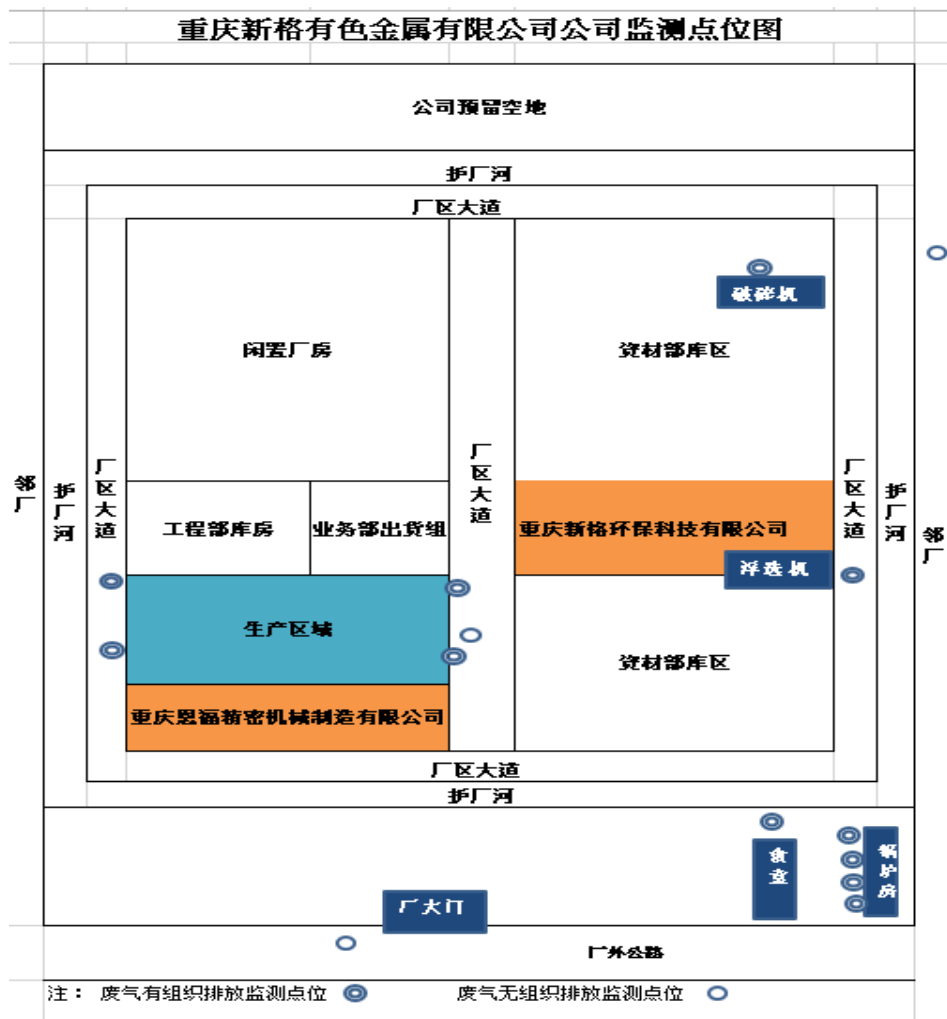 重庆新格有色金属有限公司公司监测点位图
公司预留空地
护厂河
厂区大道
破碎机
闲置厂房
资材部库区
邻厂
护厂河
厂区大道
厂区大道
厂区大道
护厂河
邻厂
工程部库房
业务部出货组
重庆新格环保科技有限公司
浮选机
生产区域
资材部库区
重庆恩福精密机械制造有限公司
厂区大道
护厂河
食堂
锅炉房
厂大门
厂外公路
注： 废气有组织排放监测点位
废气无组织排放监测点位